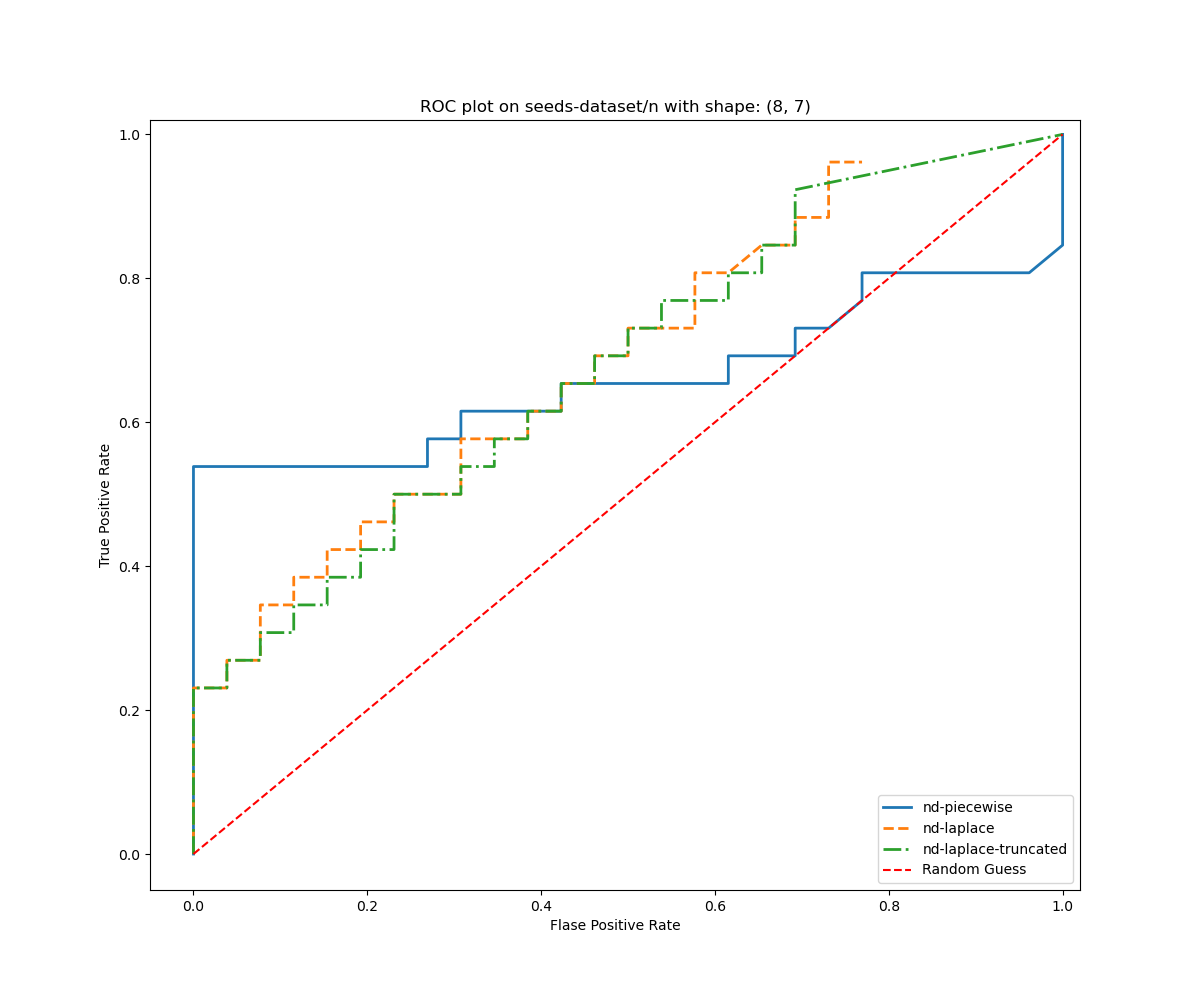 ROC plot on seeds-dataset/n with shape: (8, 7)
1.0
0.8
0.6
0.4
0.2
0.0
True Positive Rate
0.0 0.2 0.4 0.6 0.8 1.0
Flase Positive Rate
nd-piecewise
nd-laplace
nd-laplace-truncated
Random Guess